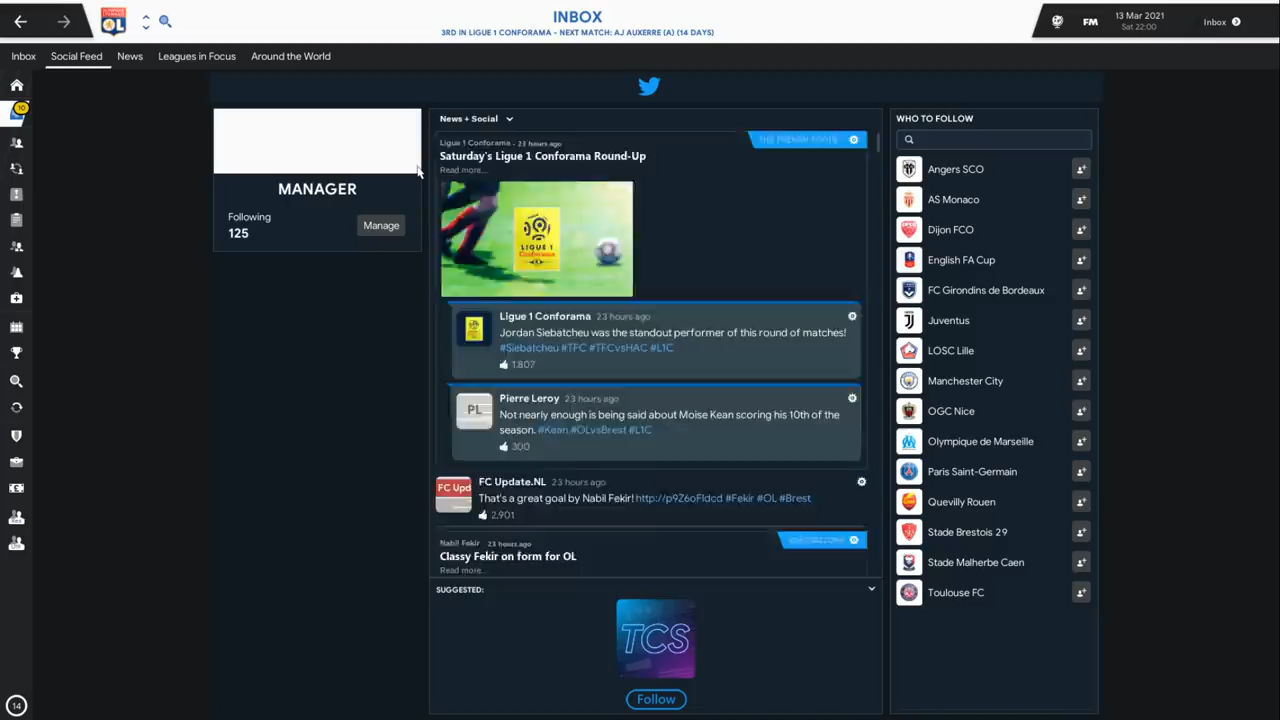 INBOX
3RD IN LIGUE 1 CONFORAMA - NEXT MATCH: AJ AUXERRE (A) (14 DAYS)
FM
13 Mar 2021
Sat 22:00
Inbox
Inbox
Social Feed
News
Leagues in Focus
Around the World
10
14
MANAGER
Following
125
Manage
News + Social
Ligue 1 Conforama - 23 hours ago
Saturday's Ligue 1 Conforama Round-Up
Read more...
LIGUE 1
Conforama
Ligue 1 Conforama 23 hours ago
Jordan Siebatcheu was the standout performer of this round of matches!
#Siebatcheu #TFC #TFCvsHAC #L1C
1,807
PL
Pierre Leroy 23 hours ago
Not nearly enough is being said about Moise Kean scoring his 10th of the
season. #Kean #OLvsBrest #L1C
300
FC Upd
FC Update.NL 23 hours ago
That's a great goal by Nabil Fekir! http://p9Z6oFldcd #Fekir #OL #Brest
2,901
Nabil Fekir 23 hours ago
Classy Fekir on form for OL
Read more...
SUGGESTED:
TCS
Follow
WHO TO FOLLOW
Angers SCO
AS Monaco
Dijon FCO
English FA Cup
FC Girondins de Bordeaux
Juventus
LOSC Lille
Manchester City
OGC Nice
Olympique de Marseille
Paris Saint-Germain
Quevilly Rouen
Stade Brestois 29
Stade Malherbe Caen
Toulouse FC